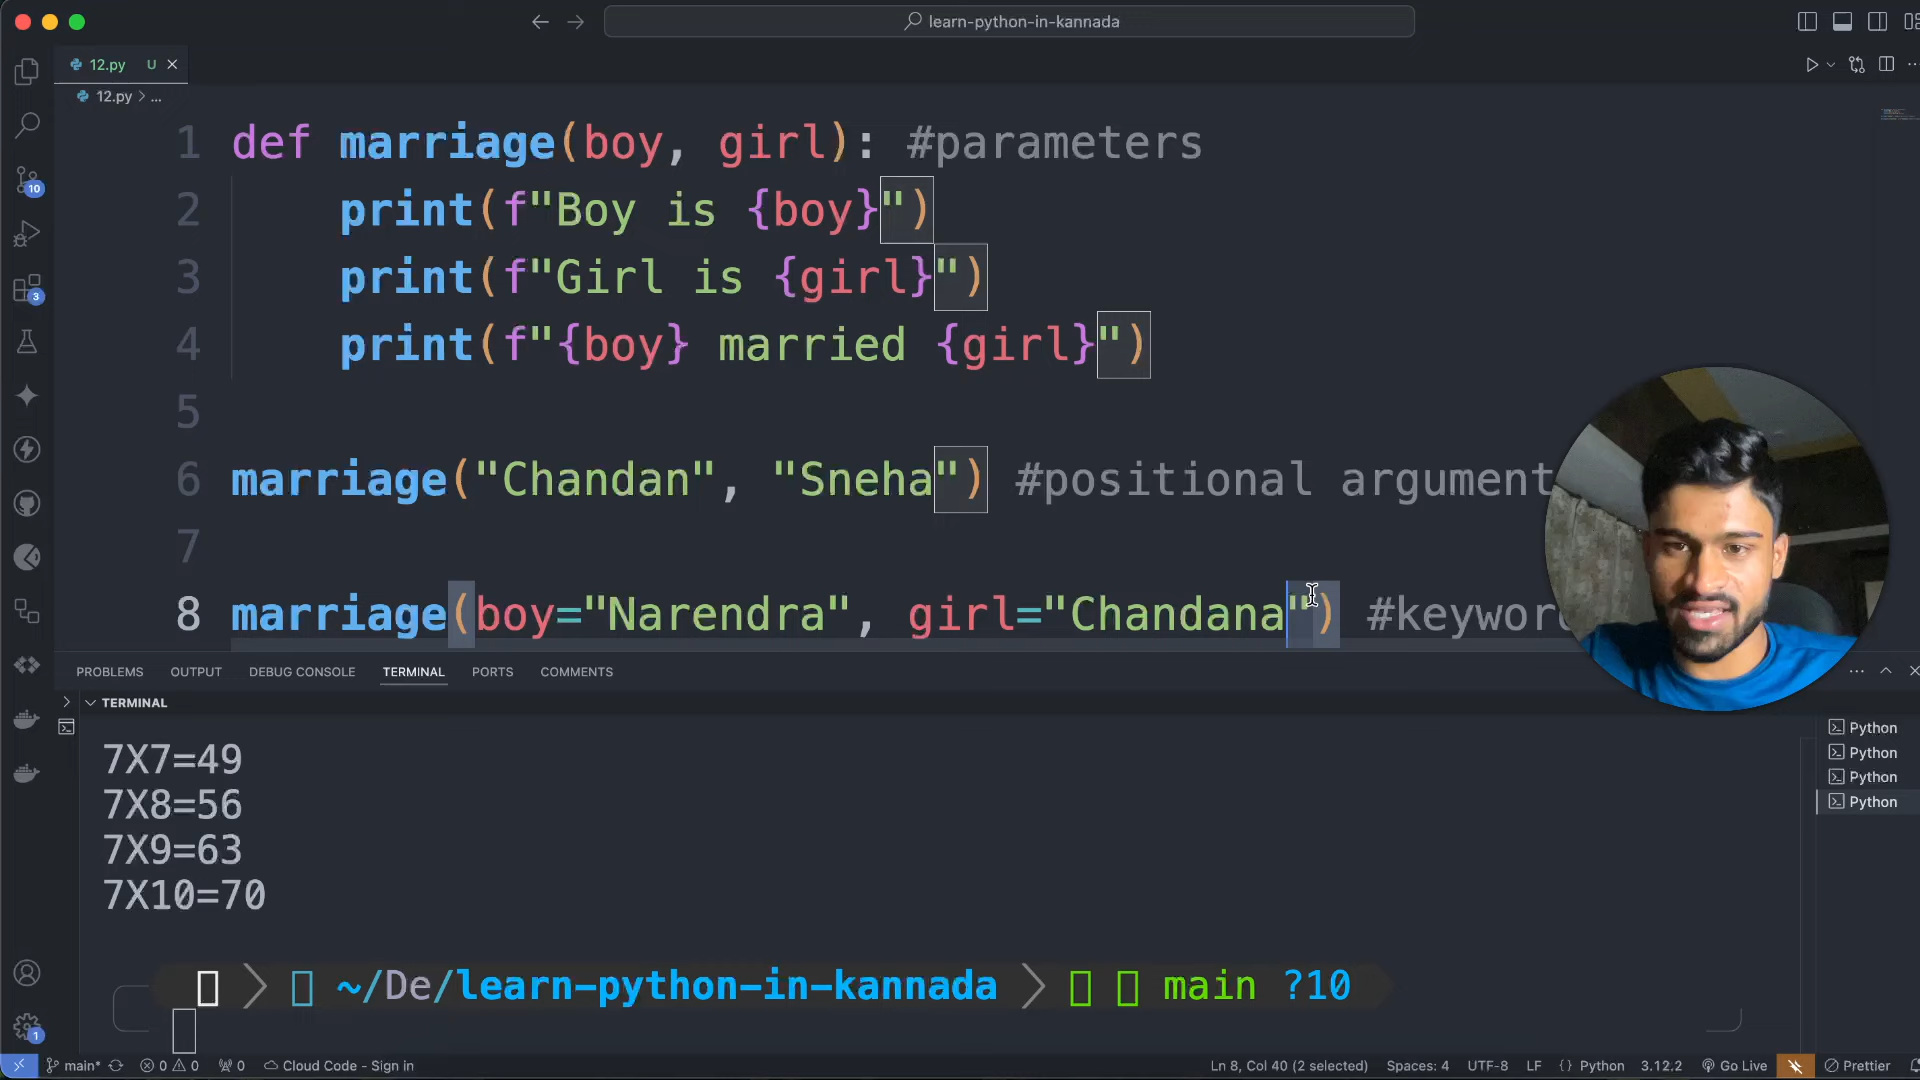 learn-python-in-kannada
12.py U
12.py > ...
1 def marriage(boy, girl): #parameters
2 print(f"Boy is {boy}")
3 print(f"Girl is {girl}")
4 print(f"{boy} married {girl}")
5
6 marriage("Chandan", "Sneha") #positional argument
7
8 marriage(boy="Narendra", girl="Chandana") #keyword
10
3
PROBLEMS OUTPUT DEBUG CONSOLE TERMINAL PORTS COMMENTS
TERMINAL
7X7=49
7X8=56
7X9=63
7X10=70
~/De/learn-python-in-kannada main ?10
Python
Python
Python
Python
1
main* 0 0 0 Cloud Code - Sign in Ln 8, Col 40 (2 selected) Spaces: 4 UTF-8 LF {} Python 3.12.2 Go Live Prettier